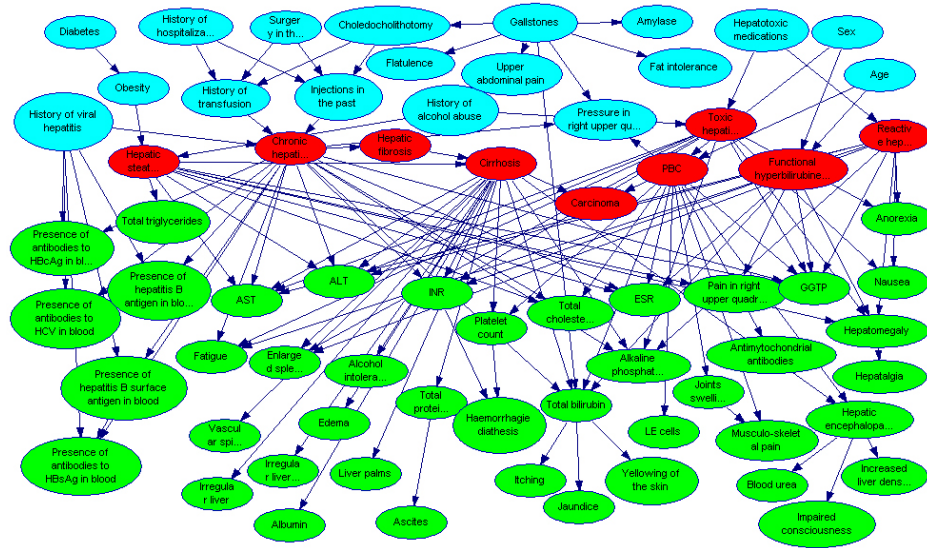 Diabetes
History of
hospitaliza...
Surger
y in th...
Choledocholithotomy
Gallstones
Amylase
Hepatotoxic
medications
Sex
Flatulence
Upper
abdominal pain
Fat intolerance
Age
Obesity
History of
transfusion
Injections in
the past
History of
alcohol abuse
Pressure in
right upper qu...
Toxic
hepati...
Reactiv
e hep...
History of viral
hepatitis
Chronic
hepati...
Hepatic
fibrosis
Hepatic
steat...
Cirrhosis
PBC
Functional
hyperbilirubine...
Carcinoma
Total triglycerides
Anorexia
Presence of
antibodies to
HBcAg in bl...
Presence of
hepatitis B
antigen in blo...
ALT
AST
INR
Total
choleste...
ESR
Pain in right
upper quadr...
GGTP
Nausea
Presence of
antibodies to
HCV in blood
Platelet
count
Hepatomegaly
Fatigue
Enlarged
d sple...
Alcohol
intolera...
Alkaline
phosphat...
Antimytochondrial
antibodies
Hepatalgia
Presence of
hepatitis B surface
antigen in blood
Total
protei...
Haemorrhagie
diathesis
Total bilirubin
Joints
swelli...
Hepatic
encephalopa...
Vascul
ar spi...
Edema
LE cells
Musculo-skelet
al pain
Presence of
antibodies to
HBsAg in blood
Irregula
r liver
Irregular
liver...
Liver palms
Itching
Yellowing of
the skin
Blood urea
Increased
liver dens...
Albumin
Ascites
Jaundice
Impaired
consciousness